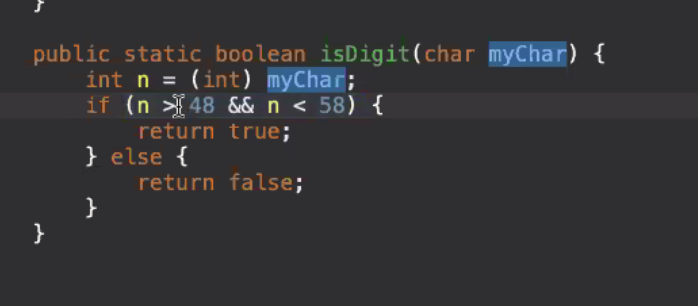 }
public static boolean isDigit(char myChar) {
int n = (int) myChar;
if (n > 48 && n < 58) {
return true;
} else {
return false;
}
}